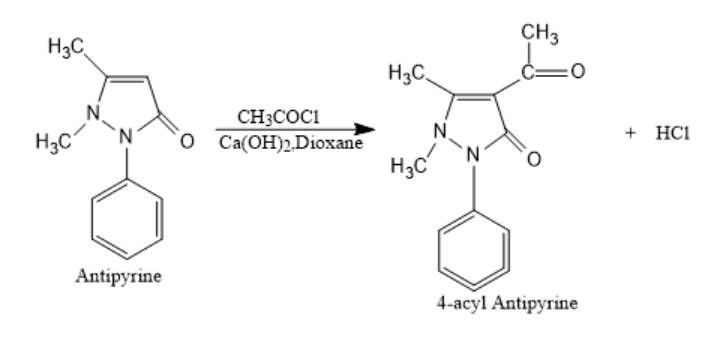 CH₃
H₃C
H₃C
C=O
CH₃COCl
N
N
N
N
H₃C
O
Ca(OH)₂,Dioxane
H₃C
O
+ HCl
Antipyrine
4-acyl Antipyrine